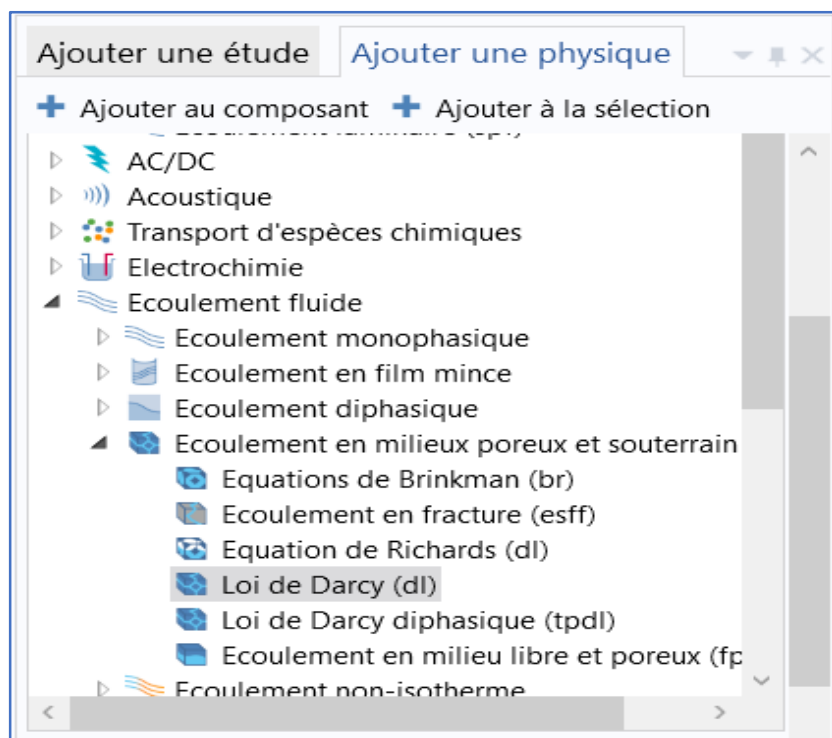 Ajouter une étude Ajouter une physique
Ajouter au composant Ajouter à la sélection
AC/DC
Acoustique
Transport d'espèces chimiques
Electrochimie
Ecoulement fluide
Ecoulement monophasique
Ecoulement en film mince
Ecoulement diphasique
Ecoulement en milieux poreux et souterrain
Equations de Brinkman (br)
Ecoulement en fracture (esff)
Equation de Richards (dl)
Loi de Darcy (dl)
Loi de Darcy diphasique (tpdl)
Ecoulement en milieu libre et poreux (fp
Ecoulement non-isotherme